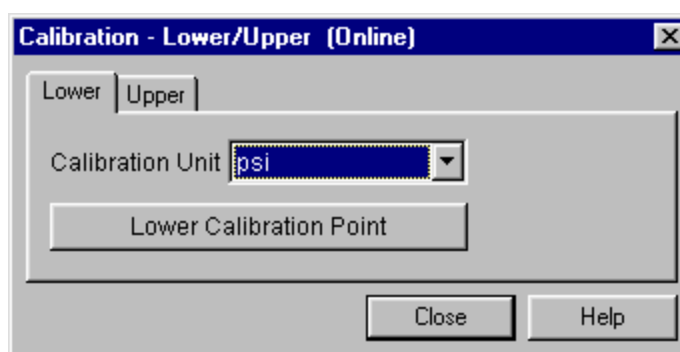 Calibration - Lower/Upper (Online)
Lower Upper
Calibration Unit psi
Lower Calibration Point
Close Help